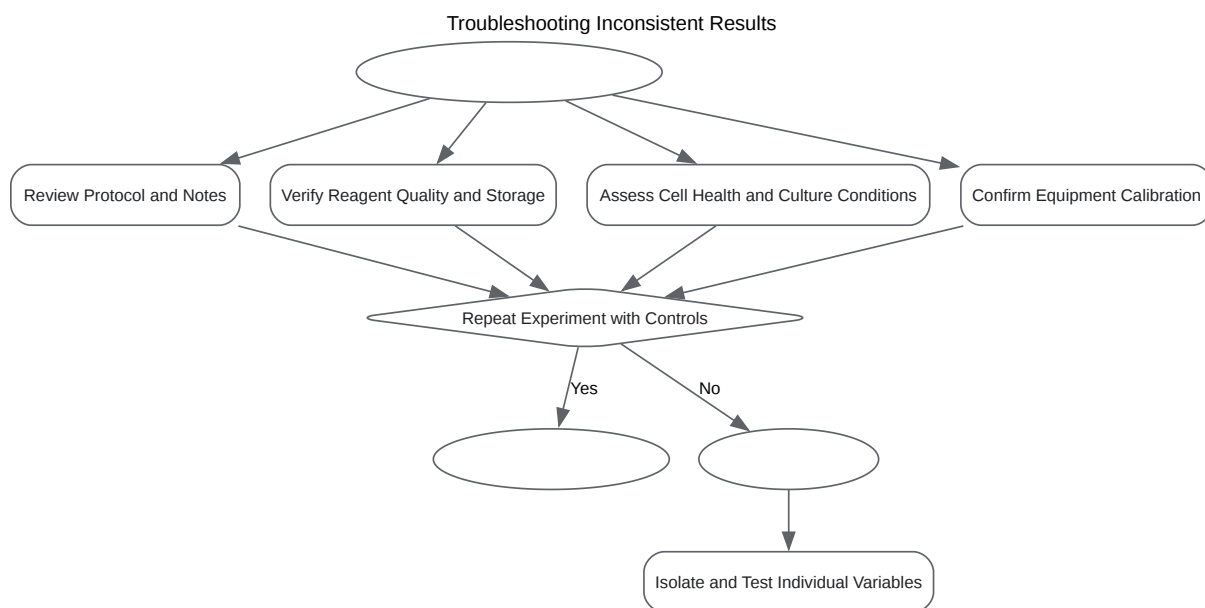 Troubleshooting Inconsistent Results
Review Protocol and Notes
Verify Reagent Quality and Storage
Assess Cell Health and Culture Conditions
Confirm Equipment Calibration
Repeat Experiment with Controls
Yes
No
Isolate and Test Individual Variables